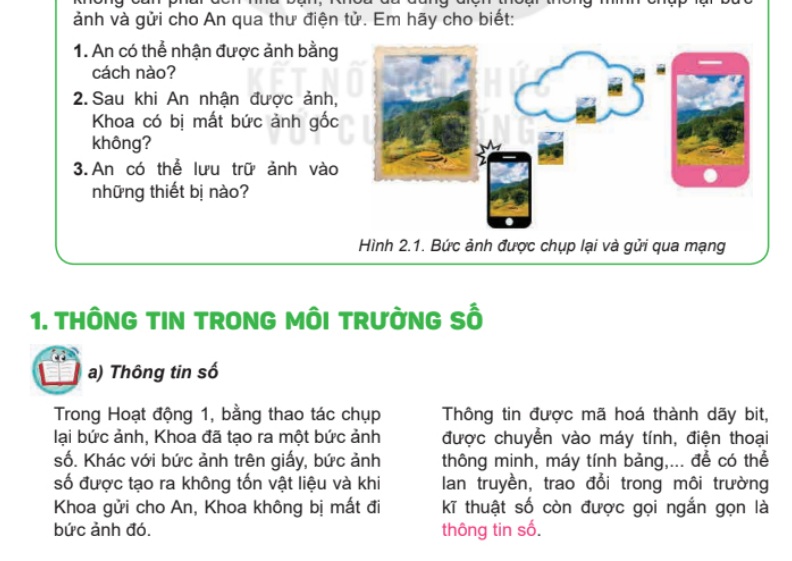 ảnh và gửi cho An qua thư điện tử. Em hãy cho biết:
1. An có thể nhận được ảnh bằng
cách nào?
2. Sau khi An nhận được ảnh,
Khoa có bị mất bức ảnh gốc
không?
3. An có thể lưu trữ ảnh vào
những thiết bị nào?
KẾT NỐI TRI THỨC
VỚI CUỘC SỐNG
Hình 2.1. Bức ảnh được chụp lại và gửi qua mạng
1. THÔNG TIN TRONG MÔI TRƯỜNG SỐ
a) Thông tin số
Trong Hoạt động 1, bằng thao tác chụp
lại bức ảnh, Khoa đã tạo ra một bức ảnh
số. Khác với bức ảnh trên giấy, bức ảnh
số được tạo ra không tốn vật liệu và khi
Khoa gửi cho An, Khoa không bị mất đi
bức ảnh đó.
Thông tin được mã hoá thành dãy bit,
được chuyển vào máy tính, điện thoại
thông minh, máy tính bảng,... để có thể
lan truyền, trao đổi trong môi trường
kĩ thuật số còn được gọi ngắn gọn là
thông tin số.